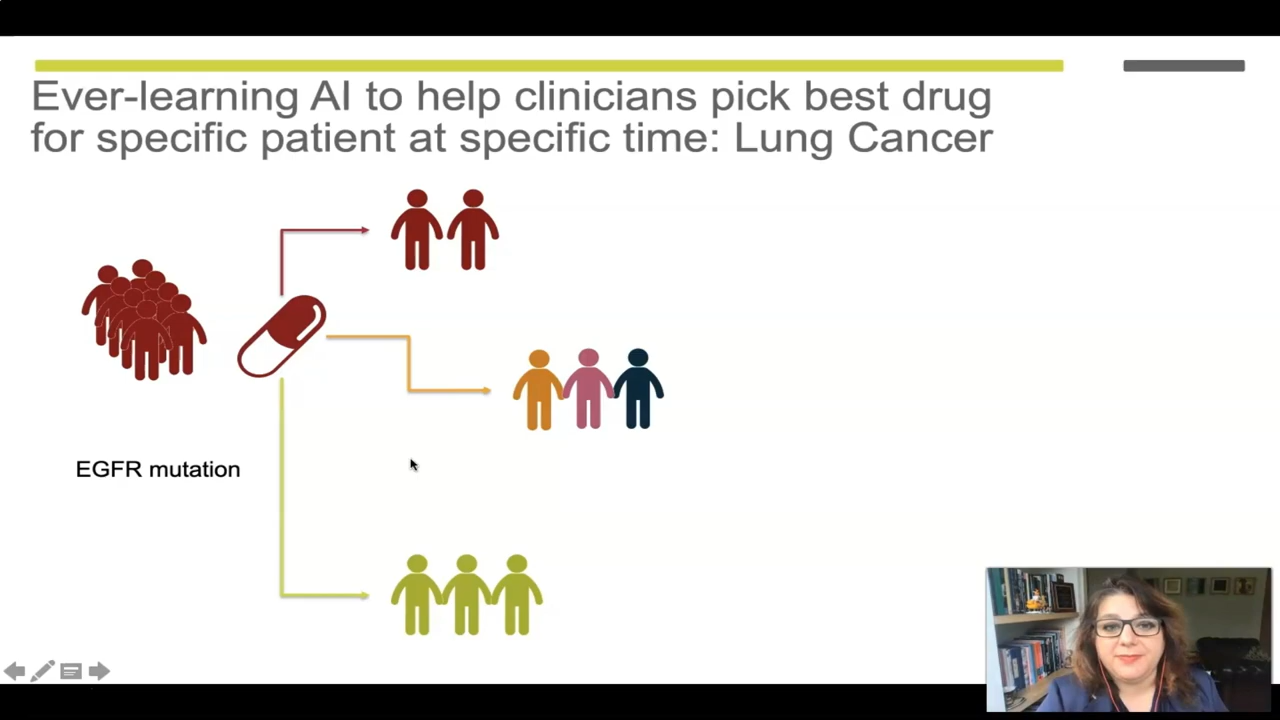 Ever-learning AI to help clinicians pick best drug
for specific patient at specific time: Lung Cancer
EGFR mutation